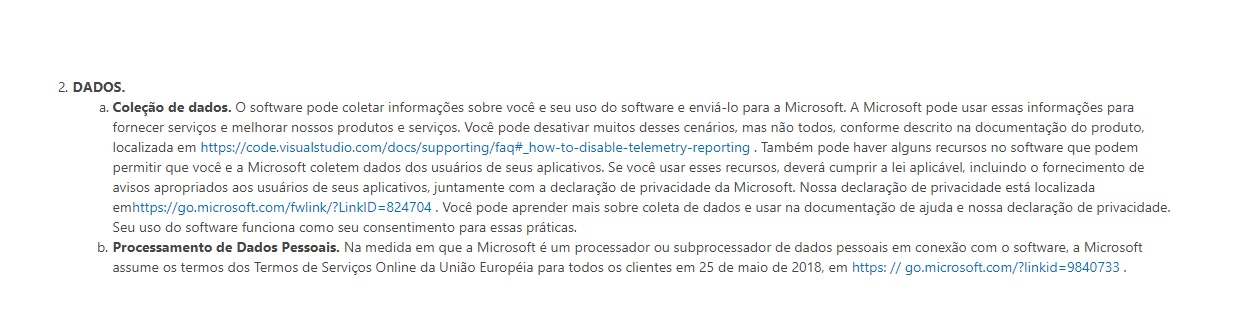 2. DADOS.
a. Coleção de dados. O software pode coletar informações sobre você e seu uso do software e enviá-lo para a Microsoft. A Microsoft pode usar essas informações para
fornecer serviços e melhorar nossos produtos e serviços. Você pode desativar muitos desses cenários, mas não todos, conforme descrito na documentação do produto,
localizada em https://code.visualstudio.com/docs/supporting/faq#_how-to-disable-telemetry-reporting . Também pode haver alguns recursos no software que podem
permitir que você e a Microsoft coletem dados dos usuários de seus aplicativos. Se você usar esses recursos, deverá cumprir a lei aplicável, incluindo o fornecimento de
avisos apropriados aos usuários de seus aplicativos, juntamente com a declaração de privacidade da Microsoft. Nossa declaração de privacidade está localizada
emhttps://go.microsoft.com/fwlink/?LinkID=824704 . Você pode aprender mais sobre coleta de dados e usar na documentação de ajuda e nossa declaração de privacidade.
Seu uso do software funciona como seu consentimento para essas práticas.
b. Processamento de Dados Pessoais. Na medida em que a Microsoft é um processador ou subprocessador de dados pessoais em conexão com o software, a Microsoft
assume os termos dos Termos de Serviços Online da União Européia para todos os clientes em 25 de maio de 2018, em https: // go.microsoft.com/?linkid=9840733 .